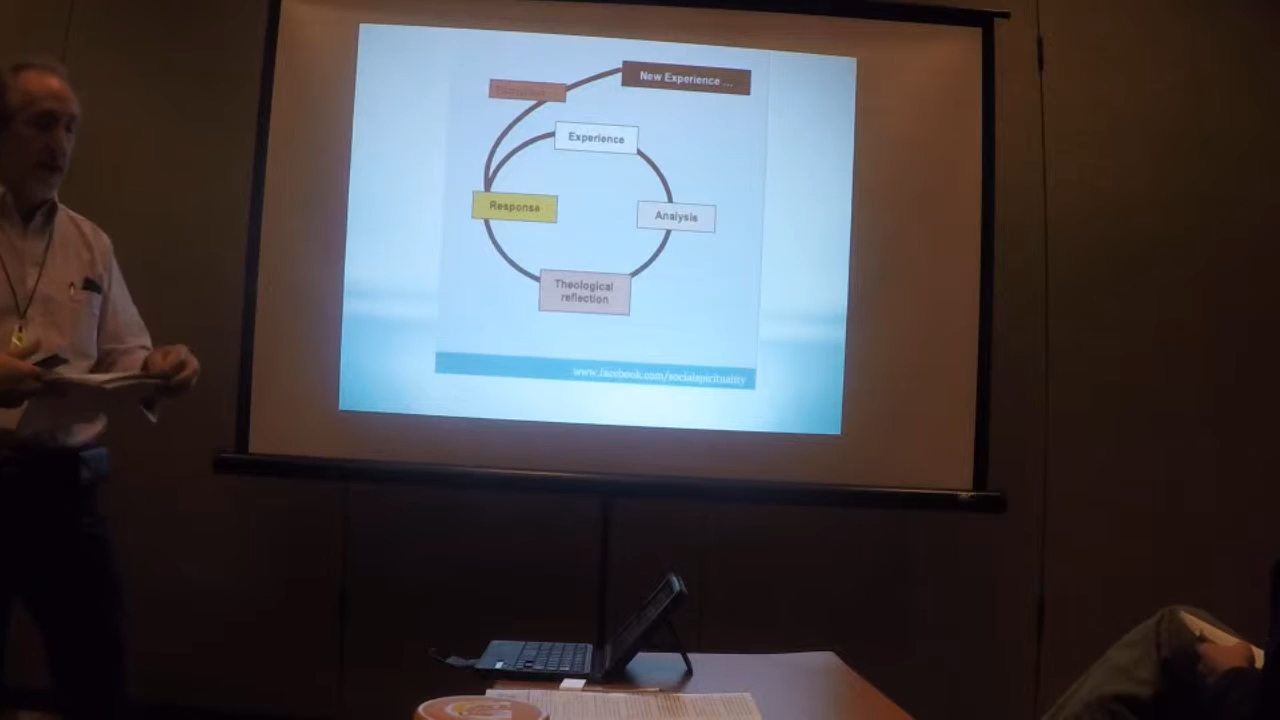 New Experience ...
Experience
Response
Analysis
Theological
reflection
www.facebook.com/socialspirituality